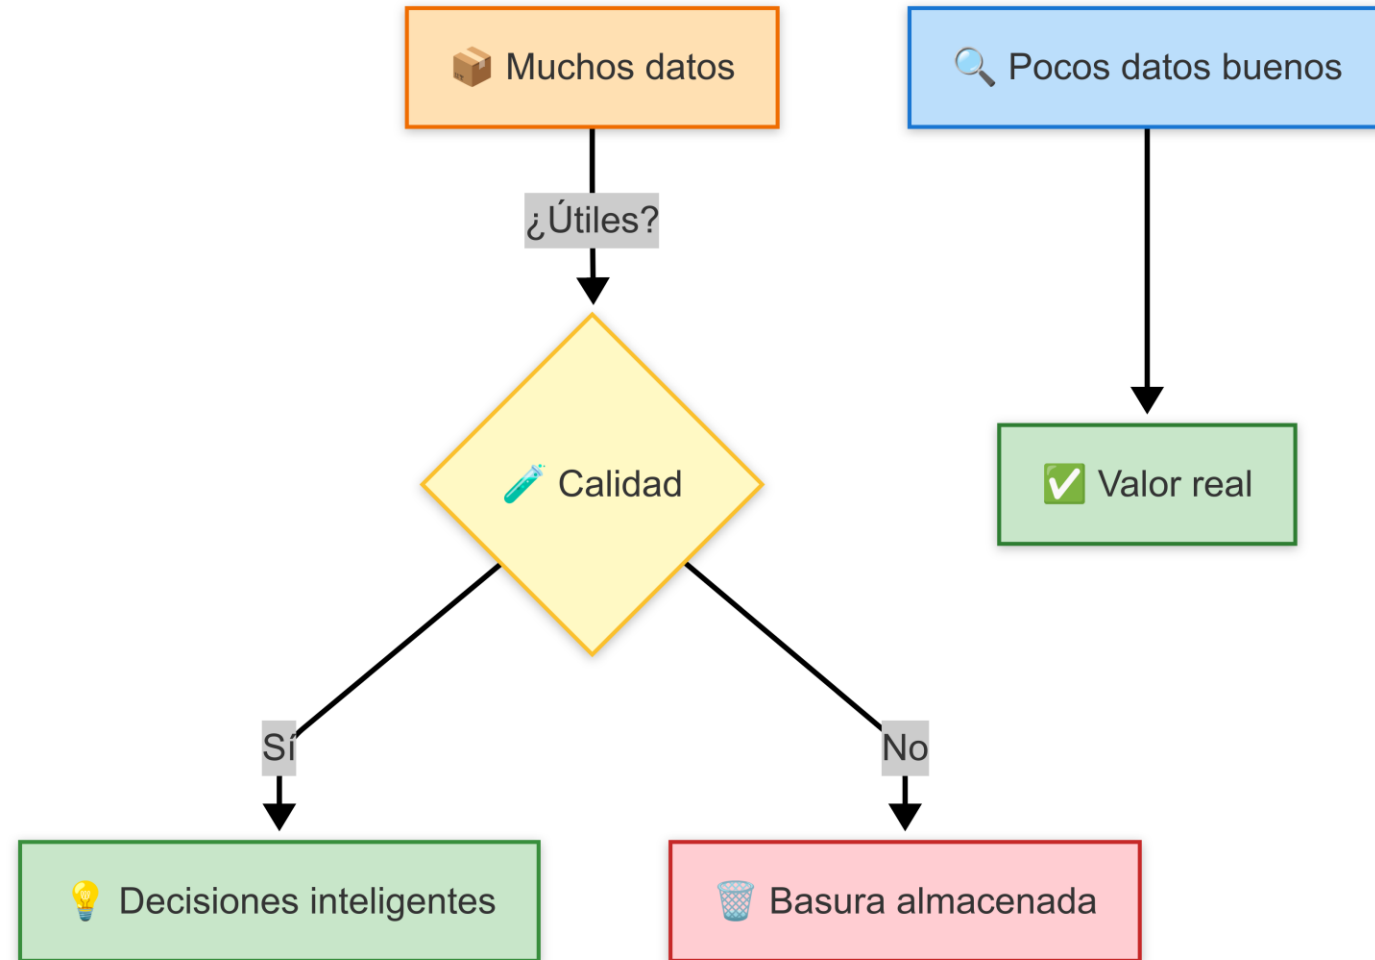 📦 Muchos datos
🔍 Pocos datos buenos
¿Útiles?
🧪 Calidad
✅ Valor real
Sí
No
💡 Decisiones inteligentes
🗑️ Basura almacenada